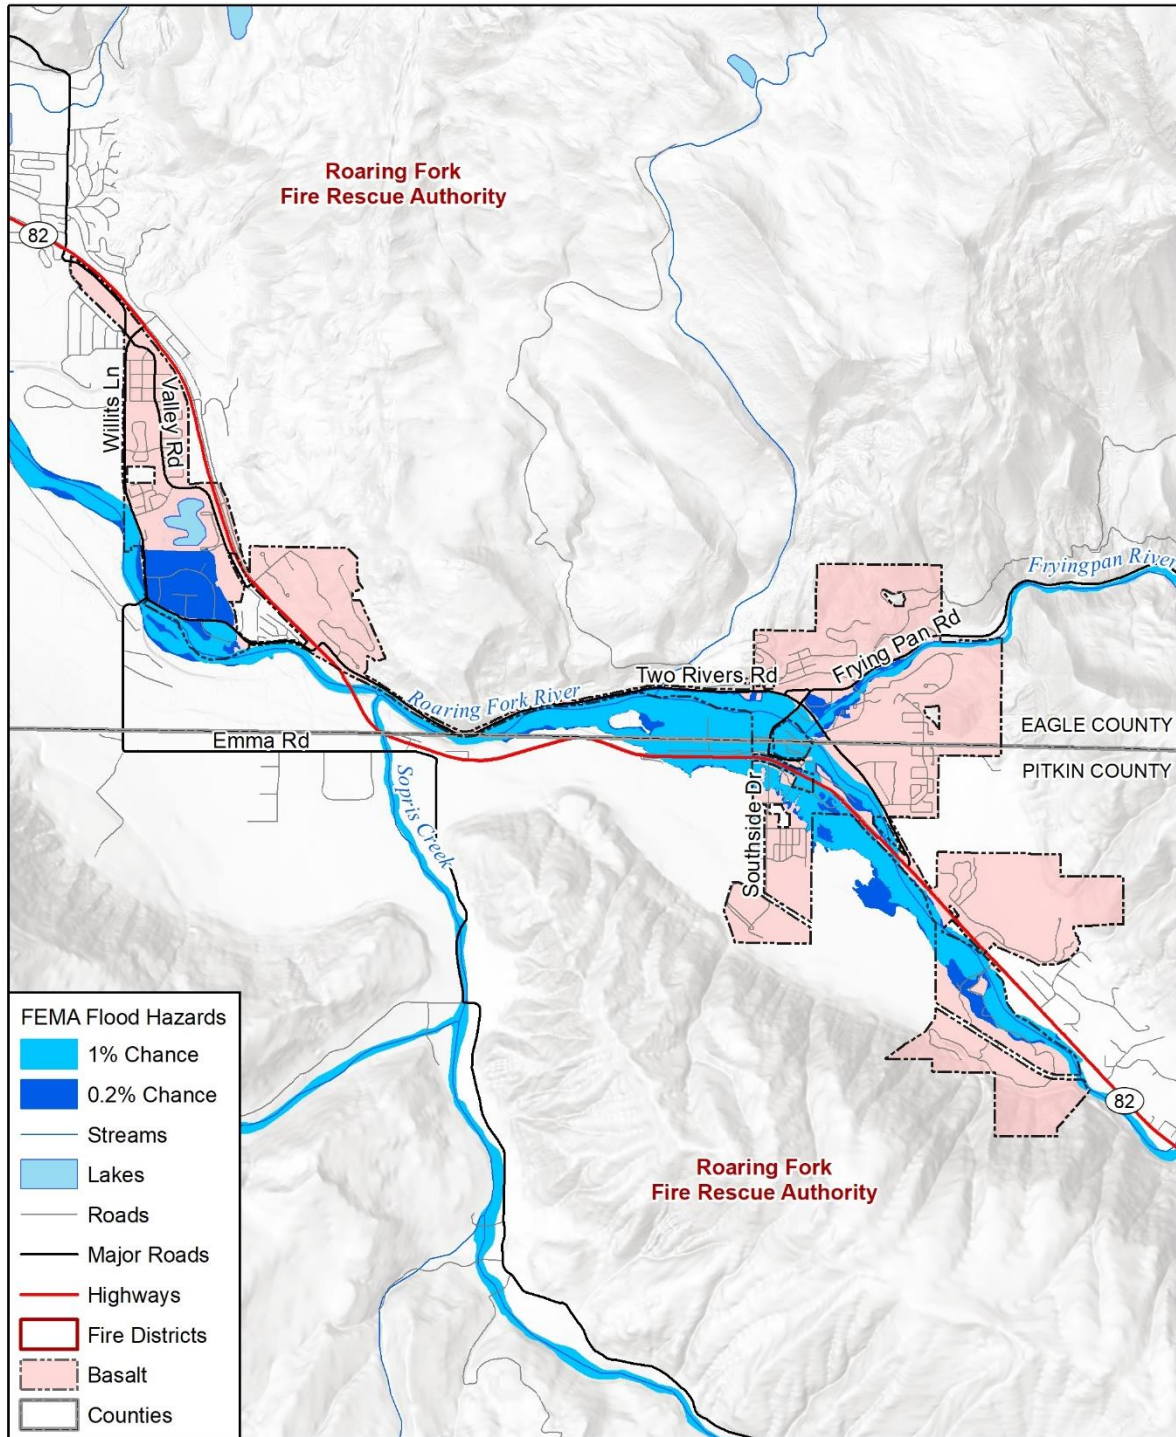 Roaring Fork
Fire Rescue Authority
82
Willits Ln
Valley Rd
Fryingpan River
Frying Pan Rd
Two Rivers Rd
Roaring Fork River
EAGLE COUNTY
Emma Rd
PITKIN COUNTY
Sopris Creek
Southside Dr
FEMA Flood Hazards
1% Chance
0.2% Chance
Streams
Lakes
Roads
Major Roads
Highways
Fire Districts
Basalt
Counties
82
Roaring Fork
Fire Rescue Authority